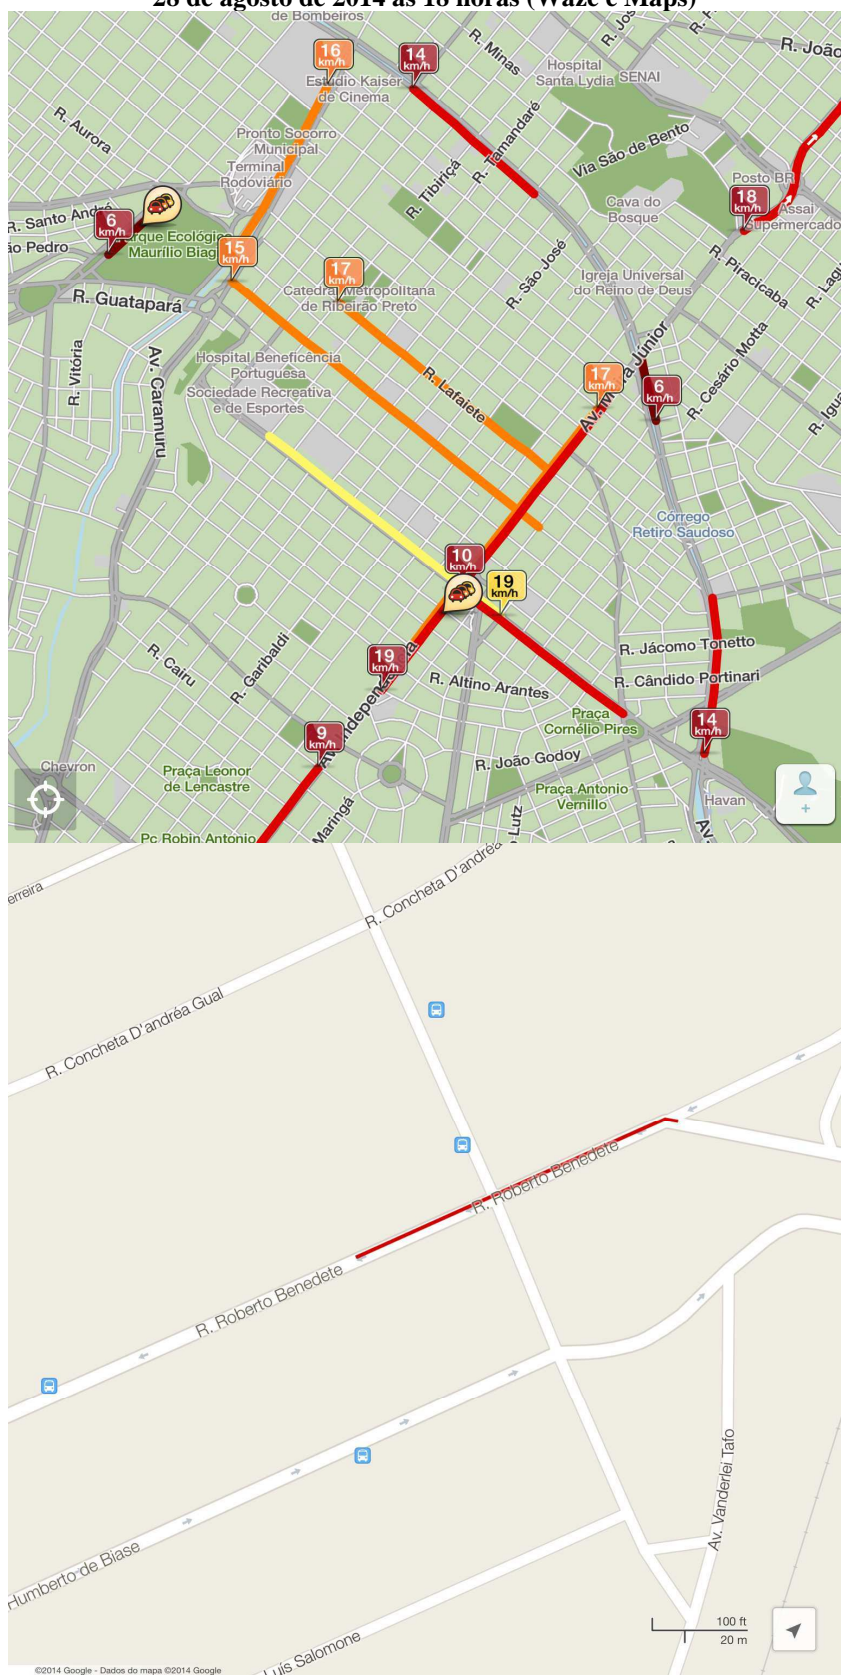 28 de agosto de 2014 às 18 horas (Waze e Maps)
de Bombeiros
16
km/h
14
km/h
R. Minas
R. João
Hospital
Santa Lydia
SENAI
Estúdio Kaiser
de Cinema
R. Aurora
R. Tamandaré
Pronto Socorro
Municipal
Via São de Bento
Terminal
Rodoviário
R. Tibiriçá
Posto BR
R. Santo André
6
km/h
18
km/h
Cava do
Bosque
Assai
Supermercado
ão Pedro
Parque Ecológico
Maurílio Biagi
15
km/h
17
km/h
R. São José
R. Piracicaba
Igreja Universal
do Reino de Deus
Catedral Metropolitana
de Ribeirão Preto
R. Lagu
R. Guatapará
R. Vitória
Av. Caramuru
Hospital Beneficência
Portuguesa
Sociedade Recreativa
e de Esportes
R. Lafaiete
17
km/h
6
km/h
R. Cesário Motta
R. Igua
Córrego
Retiro Saudoso
10
km/h
19
km/h
R. Jácomo Tonetto
19
km/h
R. Cairu
R. Garibaldi
R. Altino Arantes
R. Cândido Portinari
Praça
Cornélio Pires
9
km/h
14
km/h
R. João Godoy
Chevron
Praça Leonor
de Lencastre
Praça Antonio
Vernillo
Havan
Maringá
o Lutz
Av.
Pc Robin Antonio
+
erreira
R. Concheta D'andréa
R. Concheta D'andréa Gual
R. Roberto Benedete
R. Roberto Benedete
Av. Vanderlei Tafo
Humberto de Biase
Luís Salomone
100 ft
20 m
©2014 Google - Dados do mapa ©2014 Google